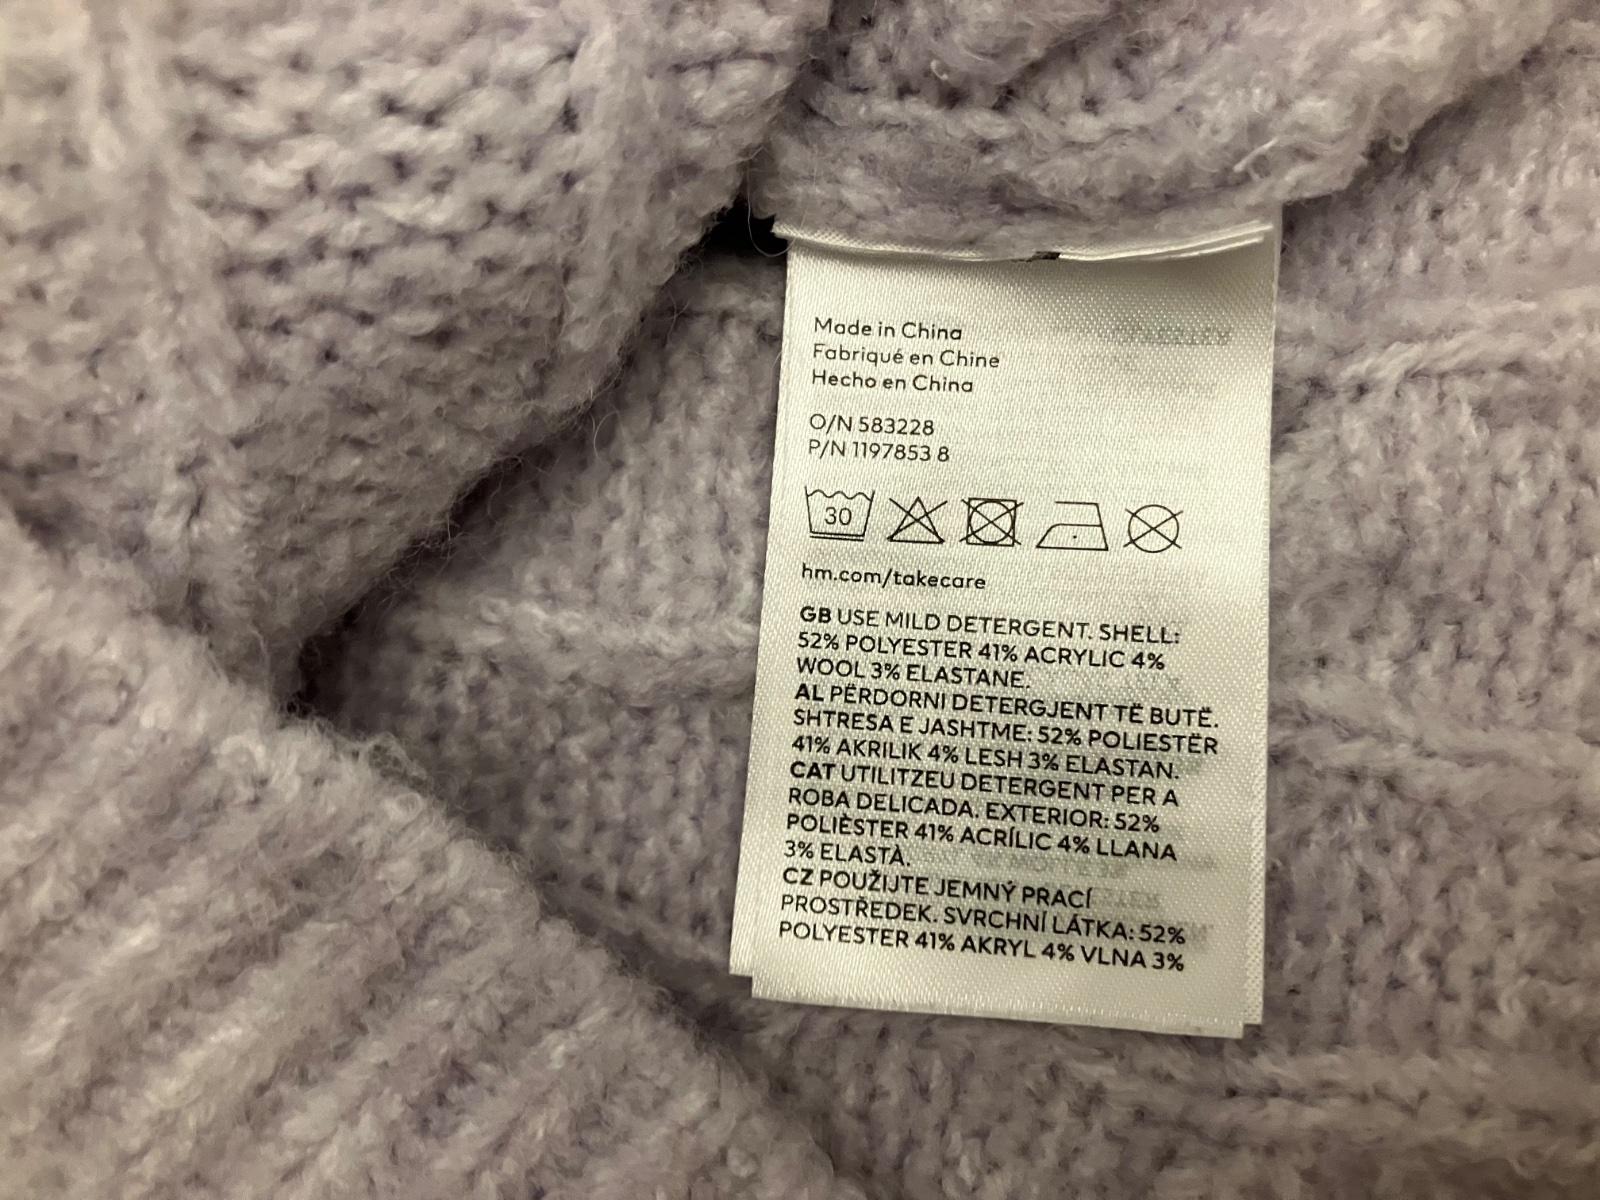 Made in China
Fabriqué en Chine
Hecho en China
O/N 583228
P/N 1197853 8
30
hm.com/takecare
GB USE MILD DETERGENT. SHELL:
52% POLYESTER 41% ACRYLIC 4%
WOOL 3% ELASTANE.
AL PËRDORNI DETERGJENT TË BUTË.
SHTRESA E JASHTME: 52% POLIESTËR
41% AKRILIK 4% LESH 3% ELASTAN.
CAT UTILITZEU DETERGENT PER A
ROBA DELICADA. EXTERIOR: 52%
POLIÈSTER 41% ACRÍLIC 4% LLANA
3% ELASTÀ.
CZ POUŽIJTE JEMNÝ PRACÍ
PROSTŘEDEK. SVRCHNÍ LÁTKA: 52%
POLYESTER 41% AKRYL 4% VLNA 3%